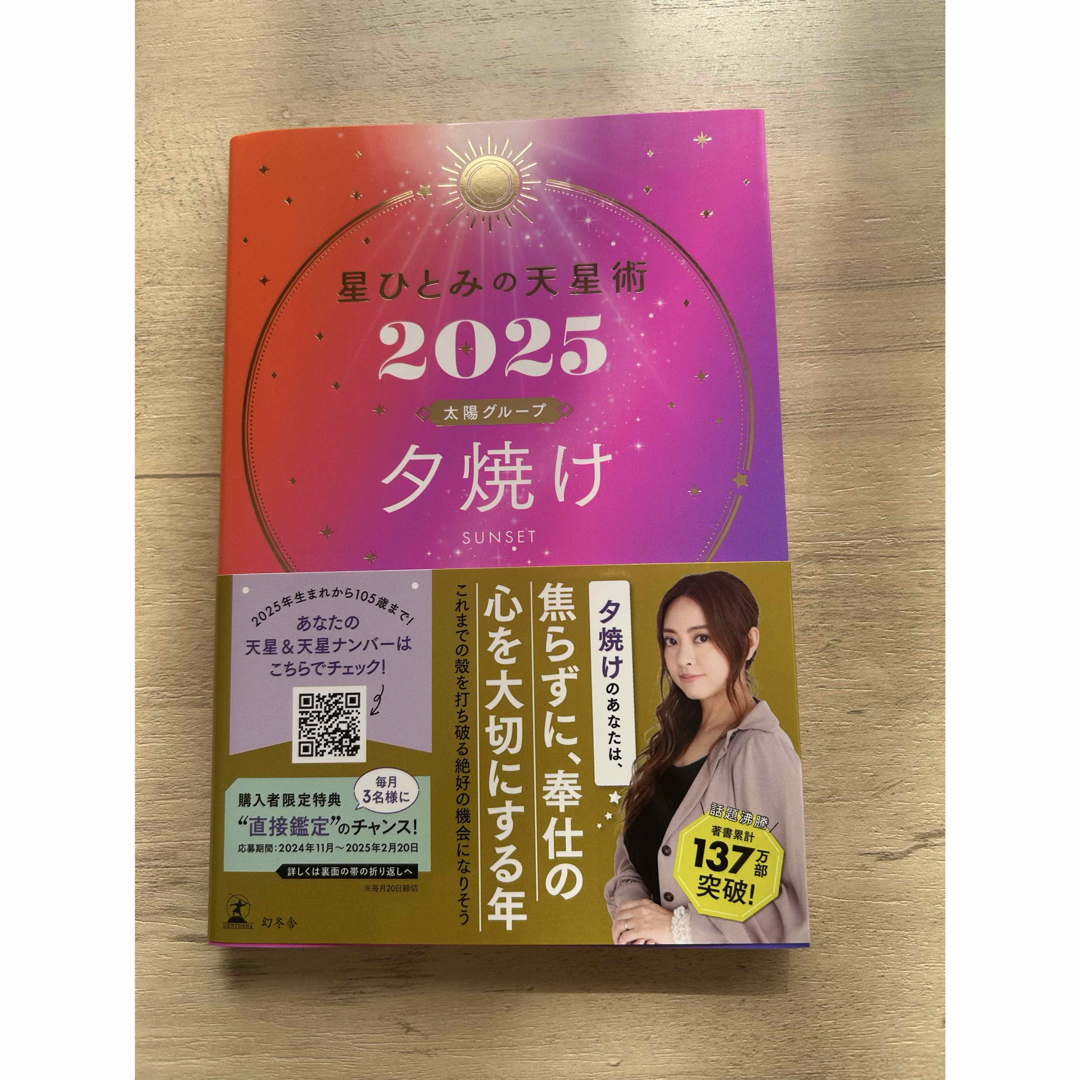 星ひとみの天星術
2025
太陽グループ
夕焼け
SUNSET
夕焼けのあなたは、
焦らずに、奉仕の
心を大切にする年
これまでの殻を打ち破る絶好の機会になりそう
2025年生まれから105歳まで!
あなたの
天星&天星ナンバーは
こちらでチェック!
購入者限定特典
毎月
3名様に
“直接鑑定”のチャンス!
応募期間:2024年11月~2025年2月20日
詳しくは裏面の帯の折り返しへ
※毎月20日締切
幻冬舎
話題沸騰
著書累計
137万部
突破!